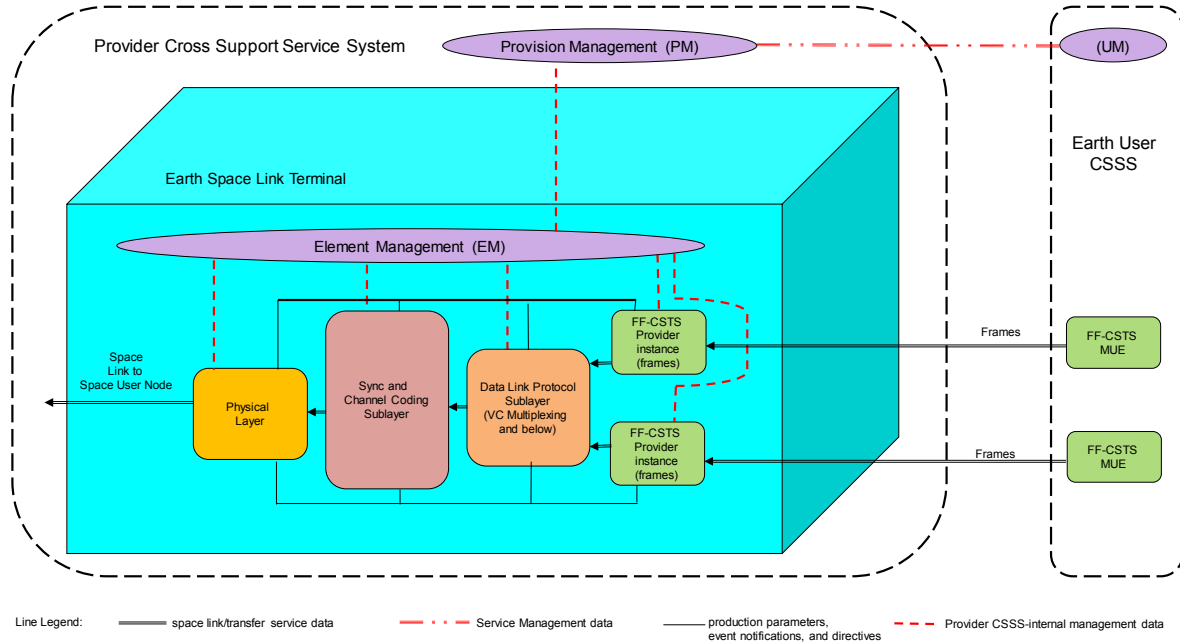 Provider Cross Support Service System
Provision Management (PM)
(UM)
Earth User
CSSS
Earth Space Link Terminal
Element Management (EM)
Space
Link to
Space User Node
Physical
Layer
Sync and
Channel Coding
Sublayer
Data Link Protocol
Sublayer
(VC Multiplexing
and below)
FF-CSTS
Provider
instance
(frames)
Frames
FF-CSTS
MUE
FF-CSTS
Provider
instance
(frames)
Frames
FF-CSTS
MUE
Line Legend:
space link/transfer service data
Service Management data
production parameters,
event notifications, and directives
Provider CSSS-internal management data